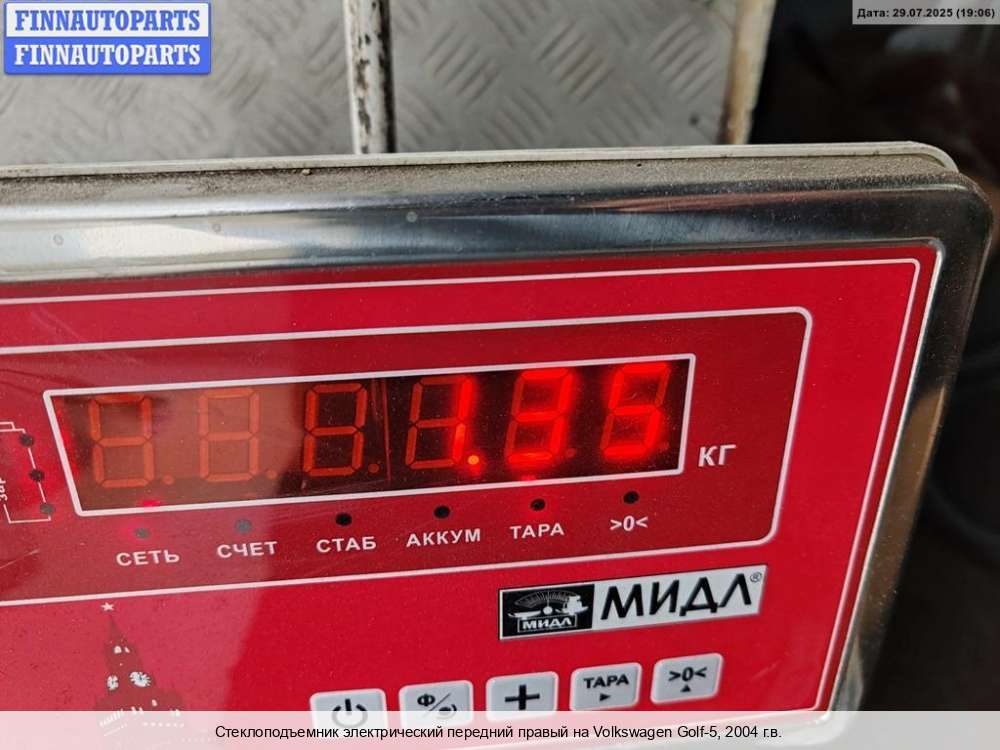 FINNAUTOPARTS
FINNAUTOPARTS
Дата: 29.07.2025 (19:06)
1.35
КГ
СЕТЬ СЧЕТ СТАБ АККУМ ТАРА >0<
МИДЛ
МИДЛ®
Ф/
+
ТАРА
>0<
Стеклоподъемник электрический передний правый на Volkswagen Golf-5, 2004 г.в.